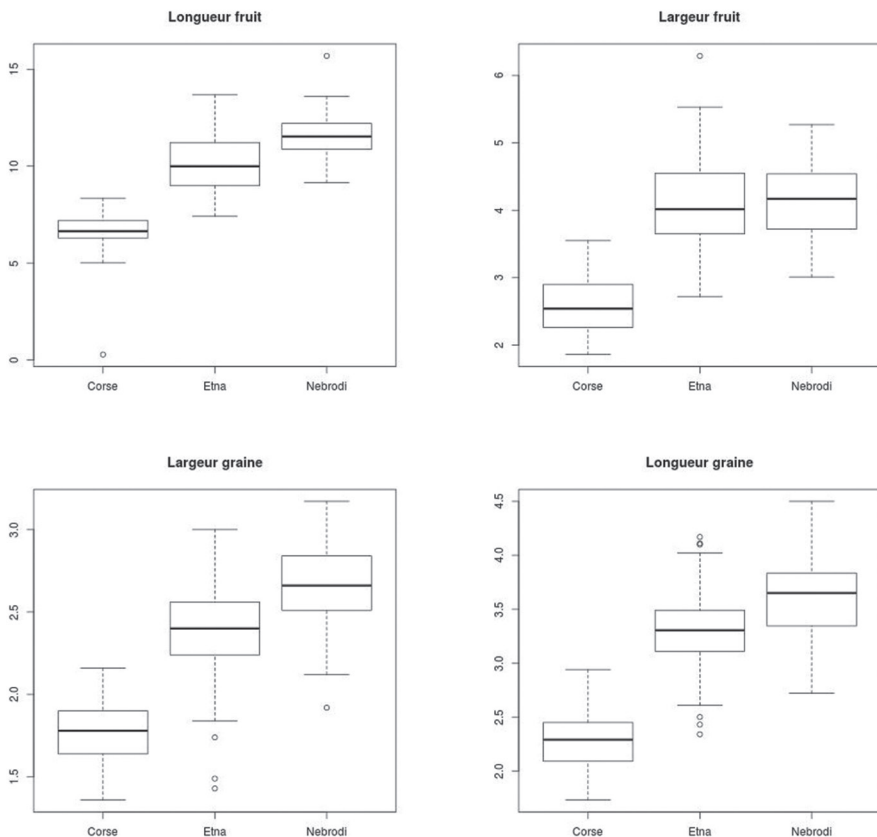 Longueur fruit
15
10
5
0
Corse Etna Nebrodi
Largeur fruit
6
5
4
3
2
Corse Etna Nebrodi
Largeur graine
3.0
2.5
2.0
1.5
Corse Etna Nebrodi
Longueur graine
4.5
4.0
3.5
3.0
2.5
2.0
Corse Etna Nebrodi